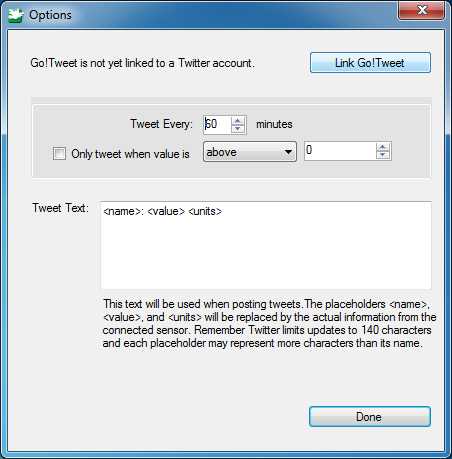 Options
Go!Tweet is not yet linked to a Twitter account.
Link Go!Tweet
Tweet Every: 60 minutes
Only tweet when value is above 0
Tweet Text: <name>: <value> <units>
This text will be used when posting tweets.The placeholders <name>,
<value>, and <units> will be replaced by the actual information from the
connected sensor. Remember Twitter limits updates to 140 characters
and each placeholder may represent more characters than its name.
Done